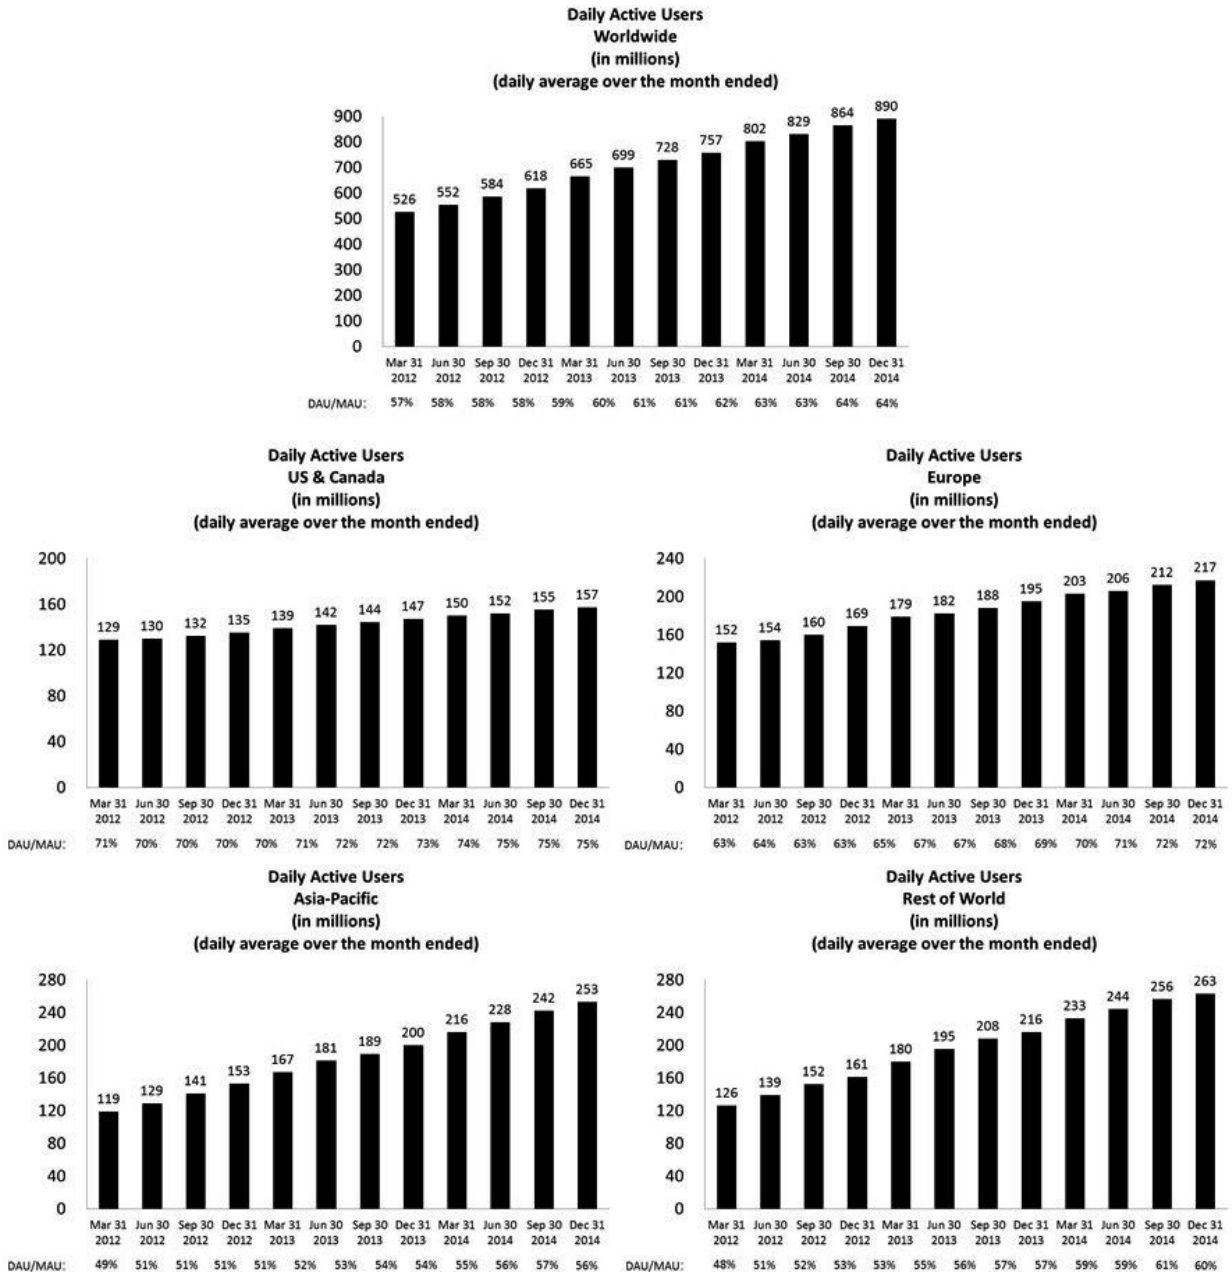 Daily Active Users
Worldwide
(in millions)
(daily average over the month ended)
900
800
700
600
500
400
300
200
100
0
526 552 584 618 665 699 728 757 802 829 864 890
Mar 31 Jun 30 Sep 30 Dec 31 Mar 31 Jun 30 Sep 30 Dec 31 Mar 31 Jun 30 Sep 30 Dec 31
2012 2012 2012 2012 2013 2013 2013 2013 2014 2014 2014 2014
DAU/MAU: 57% 58% 58% 58% 59% 60% 61% 61% 62% 63% 63% 64% 64%
Daily Active Users
US & Canada
(in millions)
(daily average over the month ended)
200
160
120
80
40
0
129 130 132 135 139 142 144 147 150 152 155 157
Mar 31 Jun 30 Sep 30 Dec 31 Mar 31 Jun 30 Sep 30 Dec 31 Mar 31 Jun 30 Sep 30 Dec 31
2012 2012 2012 2012 2013 2013 2013 2013 2014 2014 2014 2014
DAU/MAU: 71% 70% 70% 70% 70% 71% 72% 72% 73% 74% 75% 75% 75%
Daily Active Users
Europe
(in millions)
(daily average over the month ended)
240
200
160
120
80
40
0
152 154 160 169 179 182 188 195 203 206 212 217
Mar 31 Jun 30 Sep 30 Dec 31 Mar 31 Jun 30 Sep 30 Dec 31 Mar 31 Jun 30 Sep 30 Dec 31
2012 2012 2012 2012 2013 2013 2013 2013 2014 2014 2014 2014
DAU/MAU: 63% 64% 63% 63% 65% 67% 67% 68% 69% 70% 71% 72% 72%
Daily Active Users
Asia-Pacific
(in millions)
(daily average over the month ended)
280
240
200
160
120
80
40
0
119 129 141 153 167 181 189 200 216 228 242 253
Mar 31 Jun 30 Sep 30 Dec 31 Mar 31 Jun 30 Sep 30 Dec 31 Mar 31 Jun 30 Sep 30 Dec 31
2012 2012 2012 2012 2013 2013 2013 2013 2014 2014 2014 2014
DAU/MAU: 49% 51% 51% 51% 51% 52% 53% 54% 54% 55% 56% 57% 56%
Daily Active Users
Rest of World
(in millions)
(daily average over the month ended)
280
240
200
160
120
80
40
0
126 139 152 161 180 195 208 216 233 244 256 263
Mar 31 Jun 30 Sep 30 Dec 31 Mar 31 Jun 30 Sep 30 Dec 31 Mar 31 Jun 30 Sep 30 Dec 31
2012 2012 2012 2012 2013 2013 2013 2013 2014 2014 2014 2014
DAU/MAU: 48% 51% 52% 53% 53% 55% 56% 57% 57% 59% 59% 61% 60%